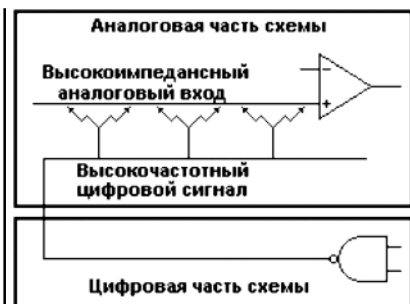 Аналоговая часть схемы
Высокоимпедансный
аналоговый вход
Высокочастотный
цифровой сигнал
Цифровая часть схемы